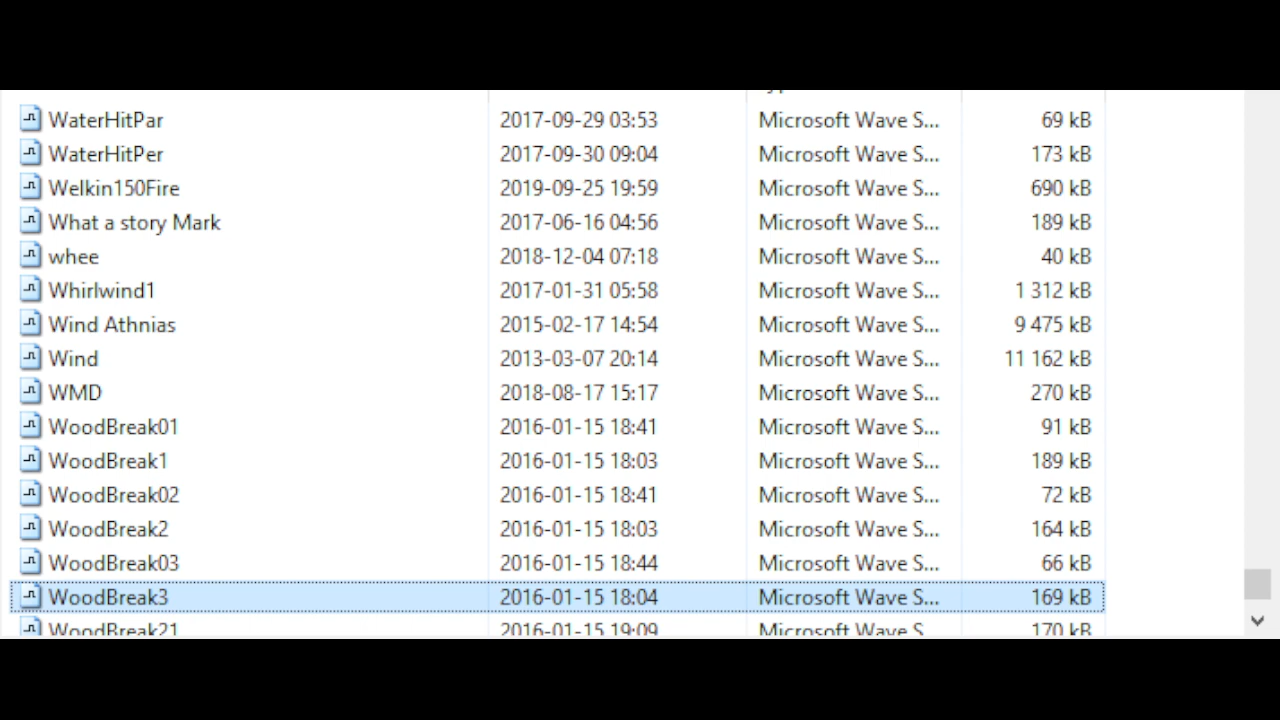 WaterHitPar 2017-09-29 03:53 Microsoft Wave S... 69 kB
WaterHitPer 2017-09-30 09:04 Microsoft Wave S... 173 kB
Welkin150Fire 2019-09-25 19:59 Microsoft Wave S... 690 kB
What a story Mark 2017-06-16 04:56 Microsoft Wave S... 189 kB
whee 2018-12-04 07:18 Microsoft Wave S... 40 kB
Whirlwind1 2017-01-31 05:58 Microsoft Wave S... 1 312 kB
Wind Athnias 2015-02-17 14:54 Microsoft Wave S... 9 475 kB
Wind 2013-03-07 20:14 Microsoft Wave S... 11 162 kB
WMD 2018-08-17 15:17 Microsoft Wave S... 270 kB
WoodBreak01 2016-01-15 18:41 Microsoft Wave S... 91 kB
WoodBreak1 2016-01-15 18:03 Microsoft Wave S... 189 kB
WoodBreak02 2016-01-15 18:41 Microsoft Wave S... 72 kB
WoodBreak2 2016-01-15 18:03 Microsoft Wave S... 164 kB
WoodBreak03 2016-01-15 18:44 Microsoft Wave S... 66 kB
WoodBreak3 2016-01-15 18:04 Microsoft Wave S... 169 kB
WoodBreak21 2016-01-15 19:09 Microsoft Wave S 170 kB